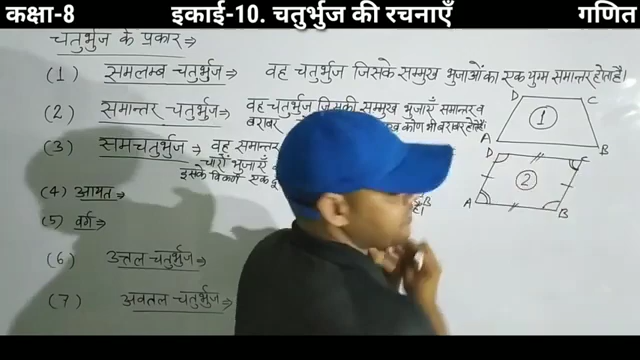 कक्षा-8 इकाई-10. चतुर्भुज की रचनाएँ गणित
चतुर्भुज के प्रकार⇒
(1) समलम्ब चतुर्भुज⇒ वह चतुर्भुज जिसके सम्मुख भुजाओं का एक युग्म समान्तर होता है।
(2) समान्तर चतुर्भुज⇒ वह चतुर्भुज जिसकी सम्मुख भुजाएँ समान्तर व
बराबर कोण भी बराबर होते हैं।
(3) समचतुर्भुज⇒ वह समान्तर
चारों भुजाएँ
इसके विकर्ण एक
(4) आयत⇒
(5) वर्ग⇒
(6) उत्तल चतुर्भुज⇒
(7) अवतल चतुर्भुज⇒
D C
1
A B
D C
2
A B